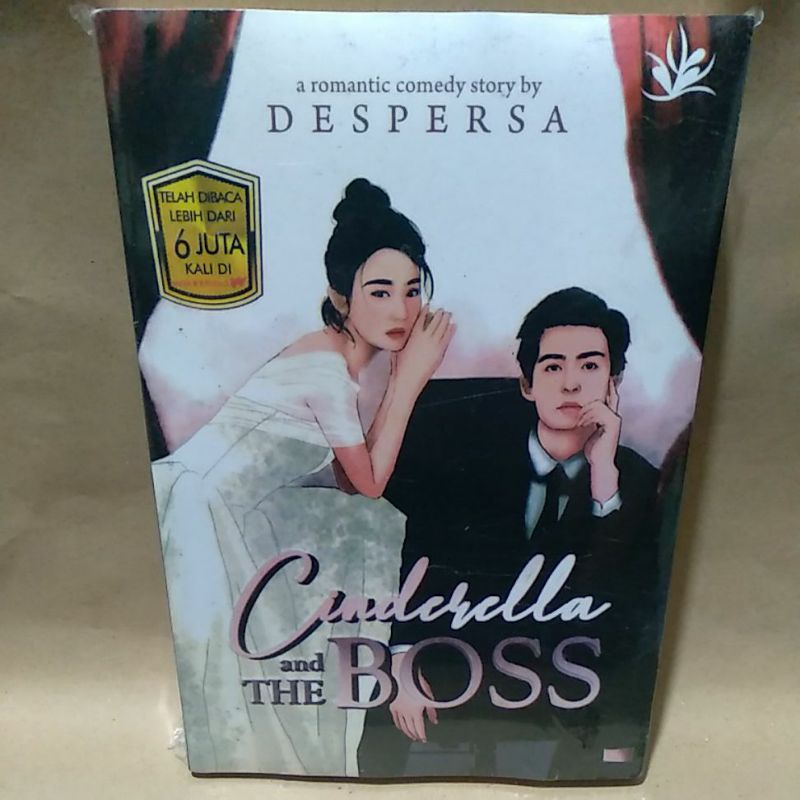 a romantic comedy story by
DESPERSA
TELAH DIBACA
LEBIH DARI
6 JUTA
KALI DI
Cinderella
and
THE BOSS